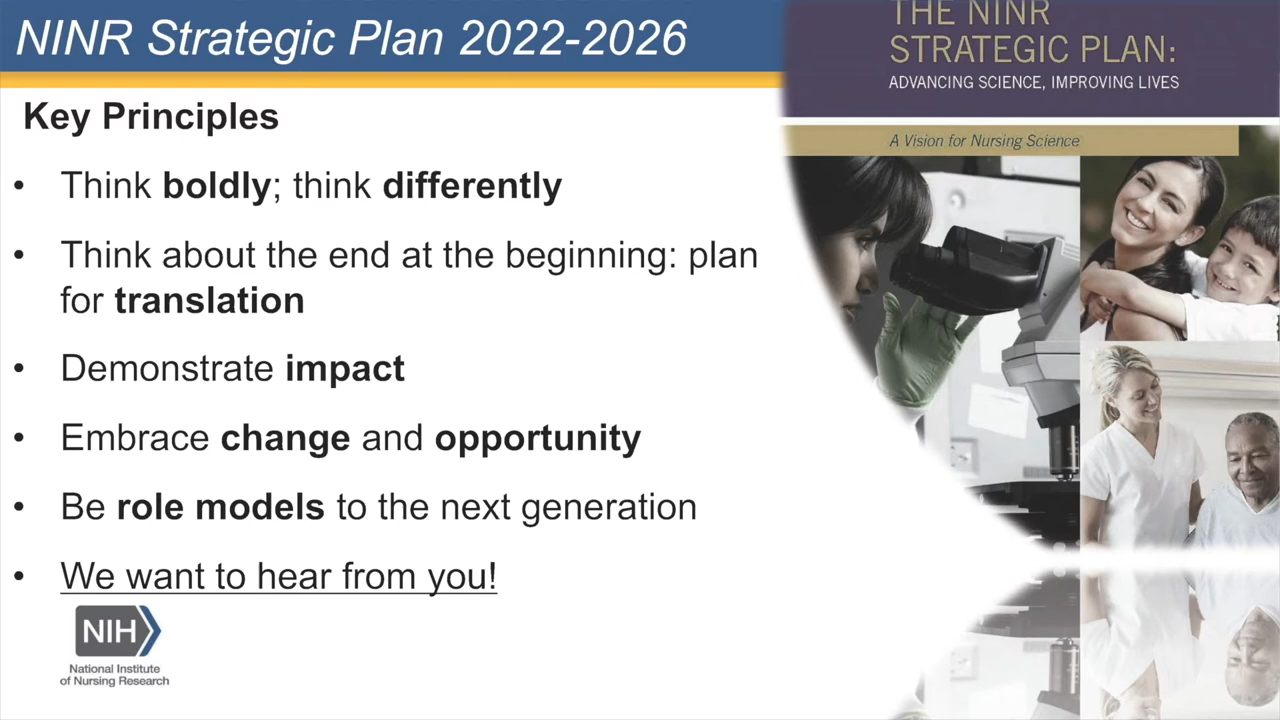 NINR Strategic Plan 2022-2026
Key Principles
• Think boldly; think differently
• Think about the end at the beginning: plan
for translation
• Demonstrate impact
• Embrace change and opportunity
• Be role models to the next generation
• We want to hear from you!
NIH
National Institute
of Nursing Research
THE NINR
STRATEGIC PLAN:
ADVANCING SCIENCE, IMPROVING LIVES
A Vision for Nursing Science